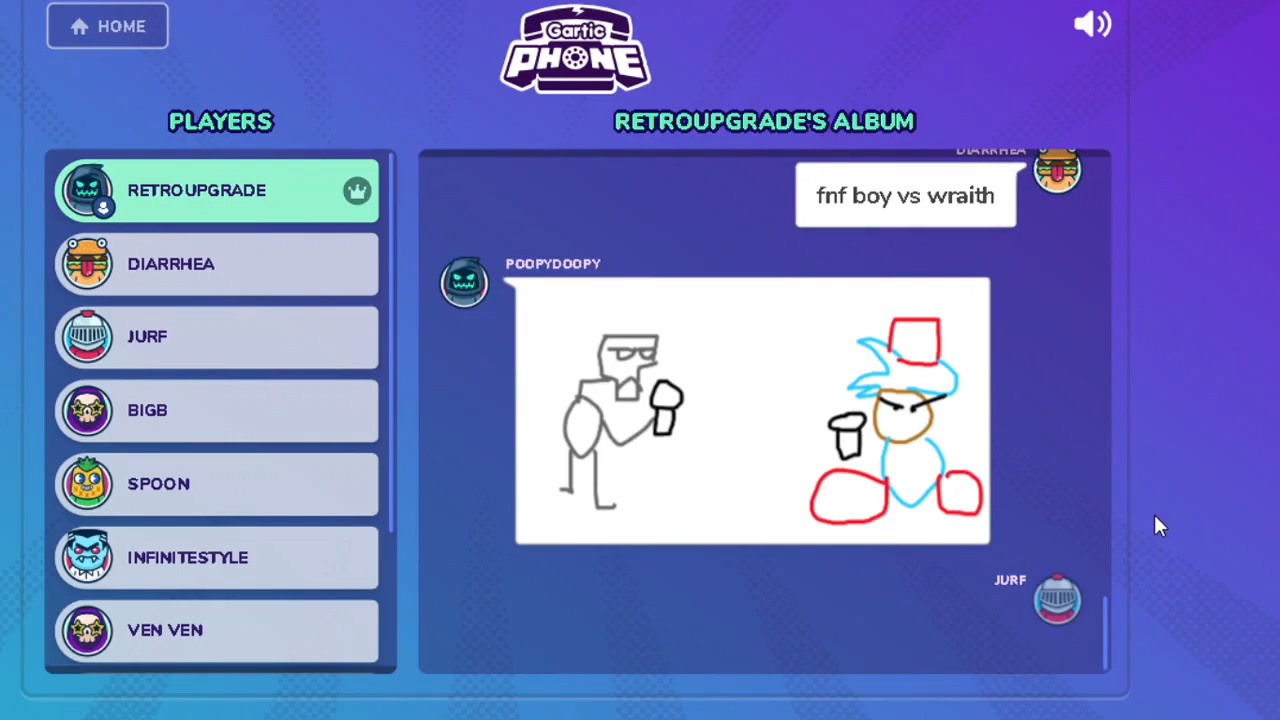 HOME
Gartic
PHONE
PLAYERS
RETROUPGRADE'S ALBUM
RETROUPGRADE
DIARRHEA
JURF
BIGB
SPOON
INFINITESTYLE
VEN VEN
DIARRHEA
fnf boy vs wraith
POOPYDOOPY
JURF